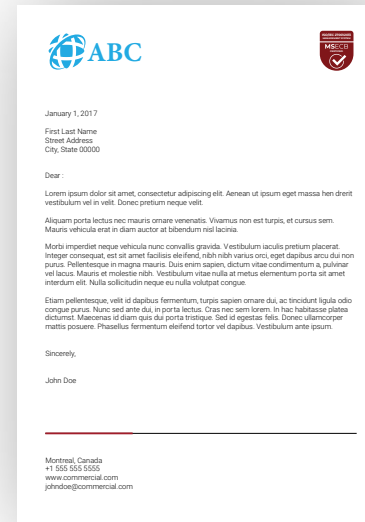 ABC
MSECB
January 1, 2017
First Last Name
Street Address
City, State 00000
Dear :
Lorem ipsum dolor sit amet, consectetur adipiscing elit. Aenean ut ipsum eget massa hen drerit
vestibulum vel in velit. Donec pretium neque velit.
Aliquam porta lectus nec mauris ornare venenatis. Vivamus non est turpis, et cursus sem.
Mauris vehicula erat in diam auctor at bibendum nisl lacinia.
Morbi imperdiet neque vehicula nunc convallis gravida. Vestibulum iaculis pretium placerat.
Integer consequat, est sit amet facilisis eleifend, nibh nibh varius orci, eget dapibus arcu dui non
purus. Pellentesque in magna mauris. Duis enim sapien, dictum vitae condimentum a, pulvinar
vel lacus. Mauris et molestie nibh. Vestibulum vitae nulla at metus elementum porta sit amet
interdum elit. Nulla sollicitudin neque eu nulla volutpat congue.
Etiam pellentesque, velit id dapibus fermentum, turpis sapien ornare dui, ac tincidunt ligula odio
congue purus. Nunc sed ante dui, in porta lectus. Cras nec sem lorem. In hac habitasse platea
dictumst. Maecenas id diam quis dui porta tristique. Sed id egestas felis. Donec ullamcorper
mattis posuere. Phasellus fermentum eleifend tortor vel dapibus. Vestibulum ante ipsum.
Sincerely,
John Doe
Montreal, Canada
+1 555 555 5555
www.commercial.com
johndoe@commercial.com